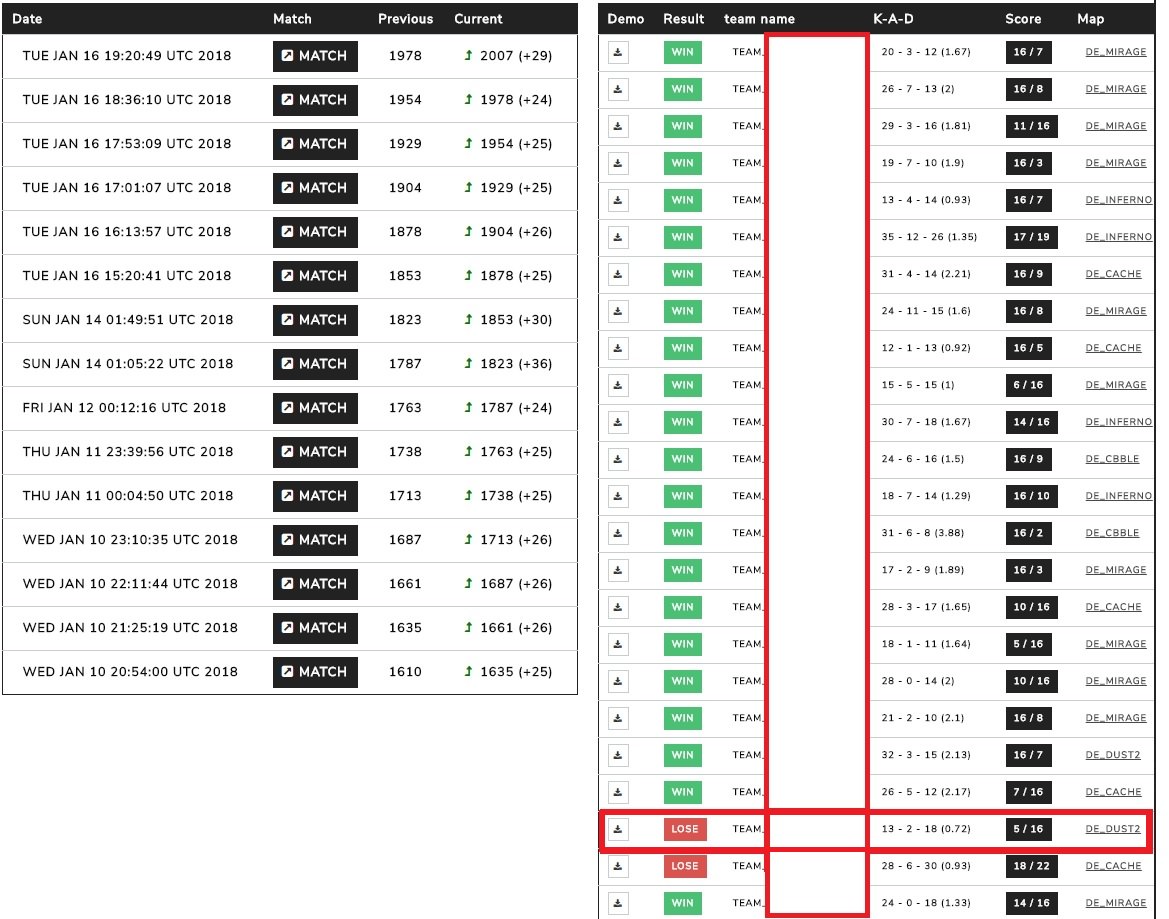 Date Match Previous Current
TUE JAN 16 19:20:49 UTC 2018 MATCH 1978 2007 (+29)
TUE JAN 16 18:36:10 UTC 2018 MATCH 1954 1978 (+24)
TUE JAN 16 17:53:09 UTC 2018 MATCH 1929 1954 (+25)
TUE JAN 16 17:01:07 UTC 2018 MATCH 1904 1929 (+25)
TUE JAN 16 16:13:57 UTC 2018 MATCH 1878 1904 (+26)
TUE JAN 16 15:20:41 UTC 2018 MATCH 1853 1878 (+25)
SUN JAN 14 01:49:51 UTC 2018 MATCH 1823 1853 (+30)
SUN JAN 14 01:05:22 UTC 2018 MATCH 1787 1823 (+36)
FRI JAN 12 00:12:16 UTC 2018 MATCH 1763 1787 (+24)
THU JAN 11 23:39:56 UTC 2018 MATCH 1738 1763 (+25)
THU JAN 11 00:04:50 UTC 2018 MATCH 1713 1738 (+25)
WED JAN 10 23:10:35 UTC 2018 MATCH 1687 1713 (+26)
WED JAN 10 22:11:44 UTC 2018 MATCH 1661 1687 (+26)
WED JAN 10 21:25:19 UTC 2018 MATCH 1635 1661 (+26)
WED JAN 10 20:54:00 UTC 2018 MATCH 1610 1635 (+25)
Demo Result team name K-A-D Score Map
WIN TEAM_ 20 - 3 - 12 (1.67) 16 / 7 DE_MIRAGE
WIN TEAM_ 26 - 7 - 13 (2) 16 / 8 DE_MIRAGE
WIN TEAM_ 29 - 3 - 16 (1.81) 11 / 16 DE_MIRAGE
WIN TEAM_ 19 - 7 - 10 (1.9) 16 / 3 DE_MIRAGE
WIN TEAM_ 13 - 4 - 14 (0.93) 16 / 7 DE_INFERNO
WIN TEAM_ 35 - 12 - 26 (1.35) 17 / 19 DE_INFERNO
WIN TEAM_ 31 - 4 - 14 (2.21) 16 / 9 DE_CACHE
WIN TEAM_ 24 - 11 - 15 (1.6) 16 / 8 DE_MIRAGE
WIN TEAM_ 12 - 1 - 13 (0.92) 16 / 5 DE_CACHE
WIN TEAM_ 15 - 5 - 15 (1) 6 / 16 DE_MIRAGE
WIN TEAM_ 30 - 7 - 18 (1.67) 14 / 16 DE_INFERNO
WIN TEAM_ 24 - 6 - 16 (1.5) 16 / 9 DE_CBBLE
WIN TEAM_ 18 - 7 - 14 (1.29) 16 / 10 DE_INFERNO
WIN TEAM_ 31 - 6 - 8 (3.88) 16 / 2 DE_CBBLE
WIN TEAM_ 17 - 2 - 9 (1.89) 16 / 3 DE_MIRAGE
WIN TEAM_ 28 - 3 - 17 (1.65) 10 / 16 DE_CACHE
WIN TEAM_ 18 - 1 - 11 (1.64) 5 / 16 DE_MIRAGE
WIN TEAM_ 28 - 0 - 14 (2) 10 / 16 DE_MIRAGE
WIN TEAM_ 21 - 2 - 10 (2.1) 16 / 8 DE_MIRAGE
WIN TEAM_ 32 - 3 - 15 (2.13) 16 / 7 DE_DUST2
WIN TEAM_ 26 - 5 - 12 (2.17) 7 / 16 DE_CACHE
LOSE TEAM_ 13 - 2 - 18 (0.72) 5 / 16 DE_DUST2
LOSE TEAM_ 28 - 6 - 30 (0.93) 18 / 22 DE_CACHE
WIN TEAM_ 24 - 0 - 18 (1.33) 14 / 16 DE_MIRAGE